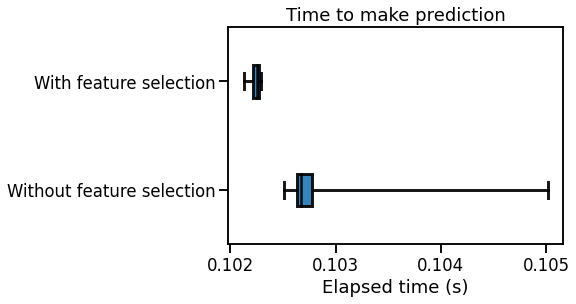 Time to make prediction
With feature selection
Without feature selection
0.102 0.103 0.104 0.105
Elapsed time (s)